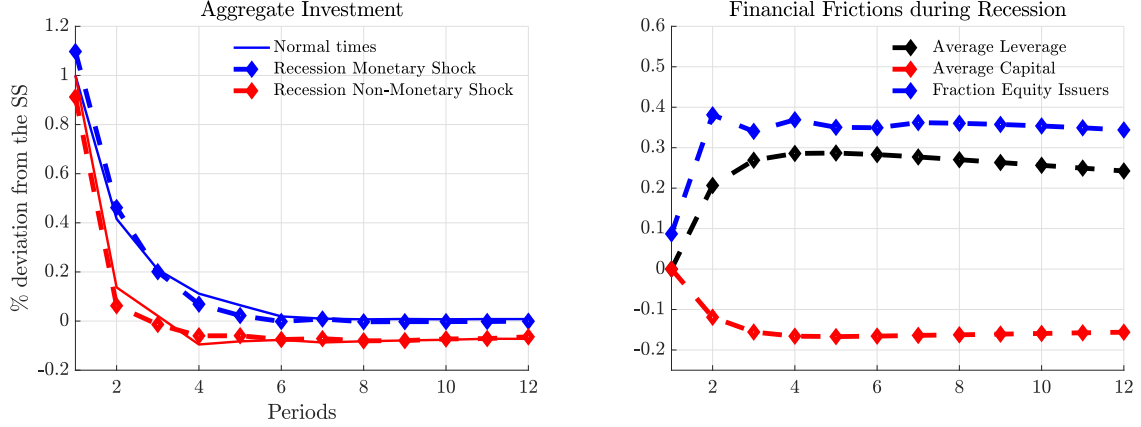 Aggregate Investment
% deviation from the SS
1.2
1
0.8
0.6
0.4
0.2
0
-0.2
Normal times
Recession Monetary Shock
Recession Non-Monetary Shock
2
4
6
8
10
12
Periods
Financial Frictions during Recession
0.6
0.5
0.4
0.3
0.2
0.1
0
-0.1
-0.2
Average Leverage
Average Capital
Fraction Equity Issuers
2
4
6
8
10
12